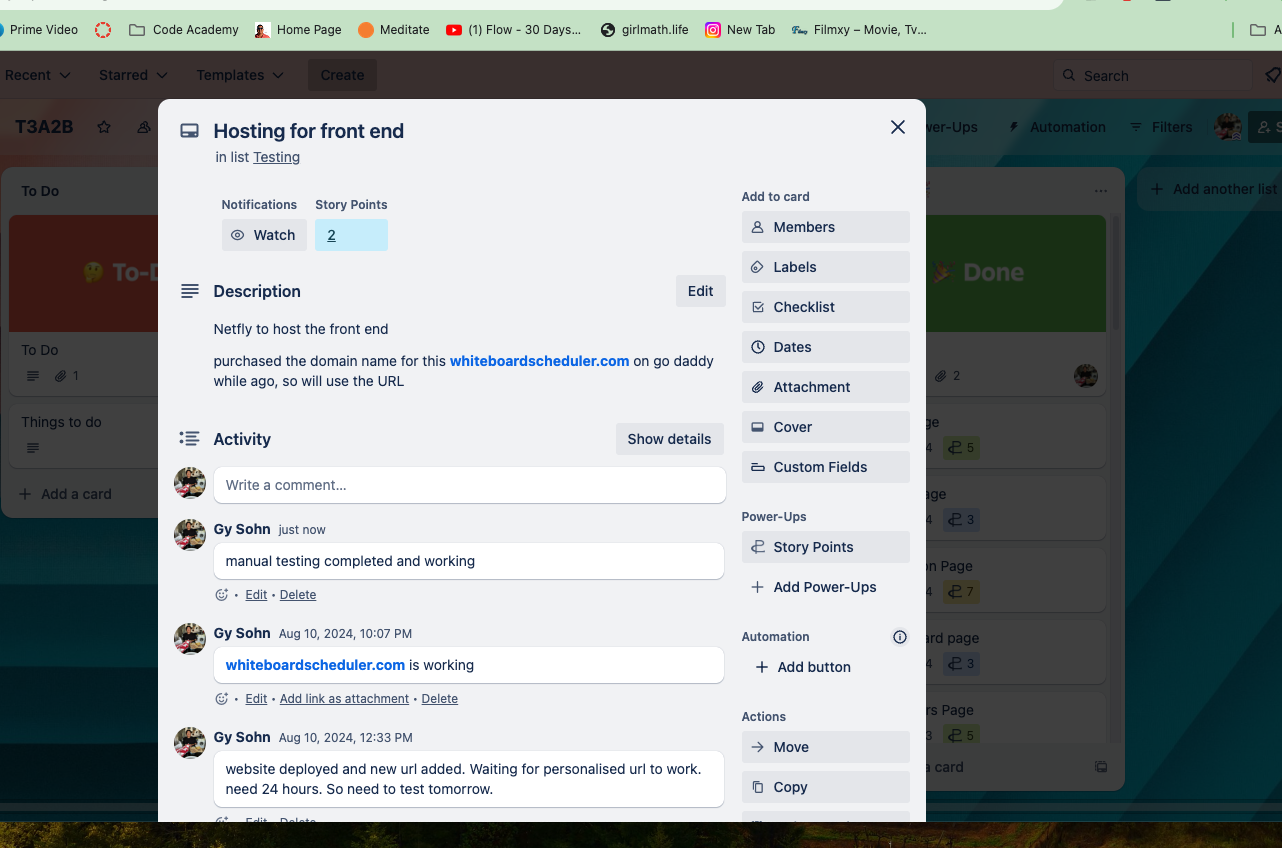 Prime Video
Code Academy
Home Page
Meditate
(1) Flow - 30 Days...
girlmath.life
New Tab
Filmxy – Movie, Tv...
Recent
Starred
Templates
Create
Search
T3A2B
wer-Ups
Automation
Filters
Hosting for front end
in list Testing
Notifications
Story Points
Watch
2
Description
Edit
Netfly to host the front end
purchased the domain name for this whiteboardscheduler.com on go daddy
while ago, so will use the URL
Activity
Show details
Write a comment…
Gy Sohn just now
manual testing completed and working
• Edit • Delete
Gy Sohn Aug 10, 2024, 10:07 PM
whiteboardscheduler.com is working
• Edit • Add link as attachment • Delete
Gy Sohn Aug 10, 2024, 12:33 PM
website deployed and new url added. Waiting for personalised url to work.
need 24 hours. So need to test tomorrow.
Edit Delete
Add to card
Members
Labels
Checklist
Dates
Attachment
Cover
Custom Fields
Power-Ups
Story Points
Add Power-Ups
Automation
Add button
Actions
Move
Copy
To Do
To-D
To Do
1
Things to do
Add a card
Add another list
Done
2
ge
4
5
age
4
3
n Page
4
7
ard page
4
3
rs Page
3
5
a card